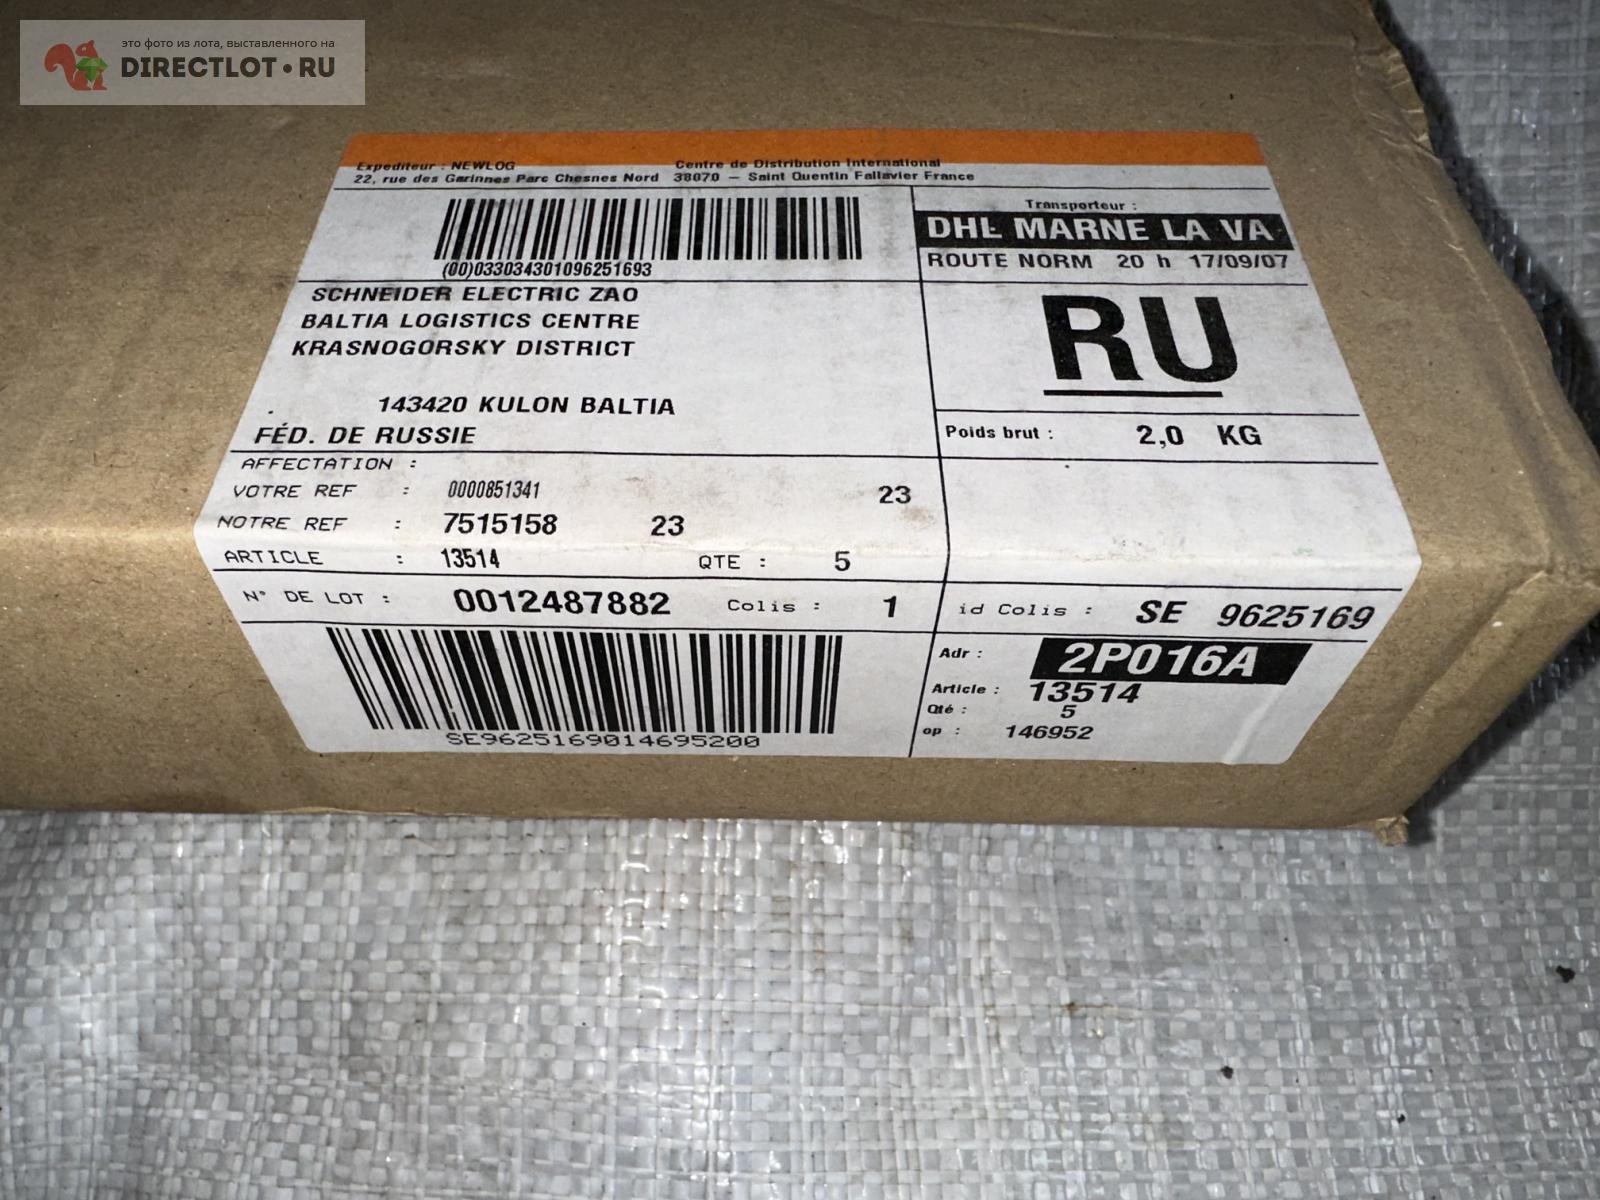 это фото из лота, выставленного на
DIRECTLOT•RU
Expediteur : NEWLOG Centre de Distribution International
22, rue des Garinnes Parc Chesnes Nord 38070 – Saint Quentin Fallavier France
(00)033034301096251693
Transporteur :
DHL MARNE LA VA
ROUTE NORM 20 h 17/09/07
SCHNEIDER ELECTRIC ZAO
BALTIA LOGISTICS CENTRE
KRASNOGORSKY DISTRICT
143420 KULON BALTIA
FÉD. DE RUSSIE
RU
Poids brut : 2,0 KG
AFFECTATION :
VOTRE REF : 0000851341 23
NOTRE REF : 7515158 23
ARTICLE : 13514 QTE : 5
N° DE LOT : 0012487882 Colis : 1
id Colis : SE 9625169
SE9625169014695200
Adr : 2P016A
Article : 13514
Qté : 5
op : 146952